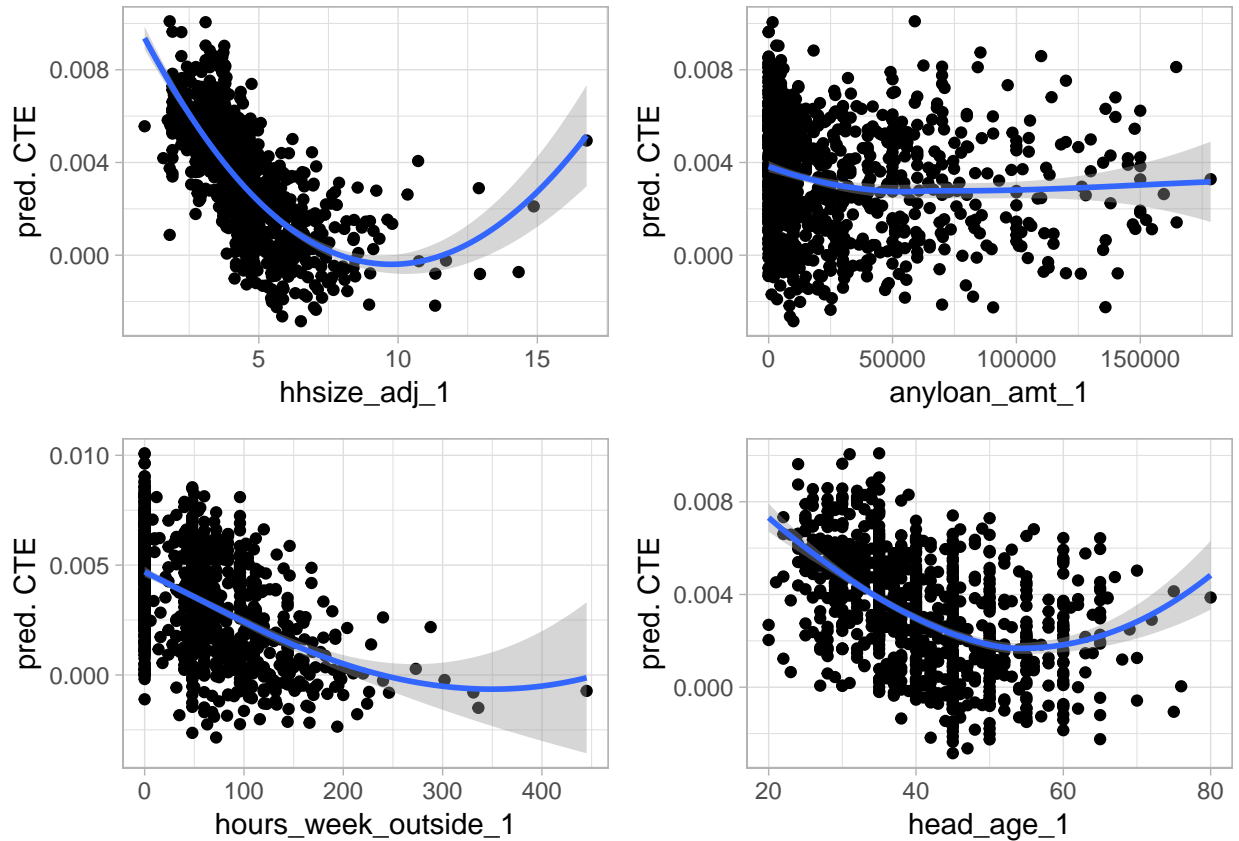 pred. CTE
0.008
0.004
0.000
5 10 15
hhsize_adj_1
pred. CTE
0.008
0.004
0.000
0 50000 100000 150000
anyloan_amt_1
pred. CTE
0.010
0.005
0.000
0 100 200 300 400
hours_week_outside_1
pred. CTE
0.008
0.004
0.000
20 40 60 80
head_age_1